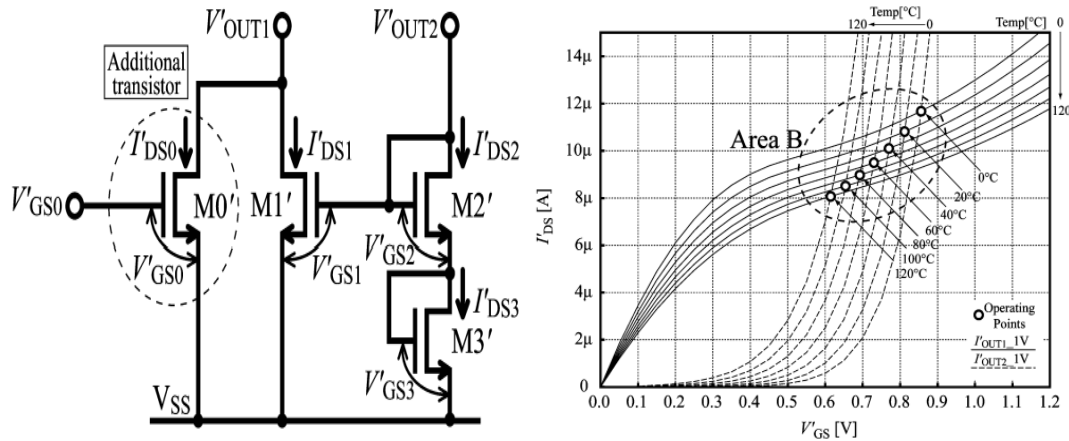 V'OUT1
V'OUT2
Additional
transistor
I'DS0
I'DS1
I'DS2
V'GS0
M0'
M1'
M2'
V'GS0
V'GS1
V'GS2
I'DS3
M3'
V'GS3
VSS
Temp[°C]
120
0
Temp[°C]
0
120
14μ
12μ
10μ
8μ
6μ
4μ
2μ
0
I'DS [A]
Area B
0°C
20°C
40°C
60°C
80°C
100°C
120°C
Operating
Points
I'OUT1_1V
I'OUT2_1V
0.0 0.1 0.2 0.3 0.4 0.5 0.6 0.7 0.8 0.9 1.0 1.1 1.2
V'GS [V]